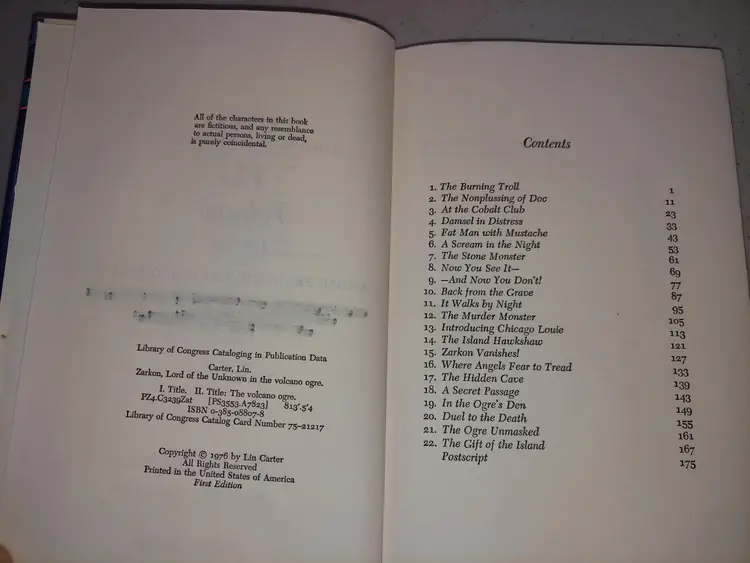 All of the characters in this book
are fictitious, and any resemblance
to actual persons, living or dead,
is purely coincidental.
Library of Congress Cataloging in Publication Data
Carter, Lin.
Zarkon, Lord of the Unknown in the volcano ogre.
I. Title. II. Title: The volcano ogre.
PZ4.C3239Zat [PS3553.A7823] 813'.5'4
ISBN 0-385-08807-8
Library of Congress Catalog Card Number 75-21217
Copyright © 1976 by Lin Carter
All Rights Reserved
Printed in the United States of America
First Edition
Contents
1. The Burning Troll 1
2. The Nonplussing of Doc 11
3. At the Cobalt Club 23
4. Damsel in Distress 33
5. Fat Man with Mustache 43
6. A Scream in the Night 53
7. The Stone Monster 61
8. Now You See It— 69
9. —And Now You Don't! 77
10. Back from the Grave 87
11. It Walks by Night 95
12. The Murder Monster 105
13. Introducing Chicago Louie 113
14. The Island Hawkshaw 121
15. Zarkon Vanishes! 127
16. Where Angels Fear to Tread 133
17. The Hidden Cave 139
18. A Secret Passage 143
19. In the Ogre's Den 149
20. Duel to the Death 155
21. The Ogre Unmasked 161
22. The Gift of the Island 167
Postscript 175